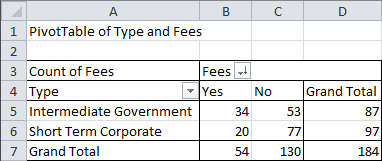 A B C D
1 PivotTable of Type and Fees
2
3 Count of Fees Fees
4 Type Yes No Grand Total
5 Intermediate Government 34 53 87
6 Short Term Corporate 20 77 97
7 Grand Total 54 130 184